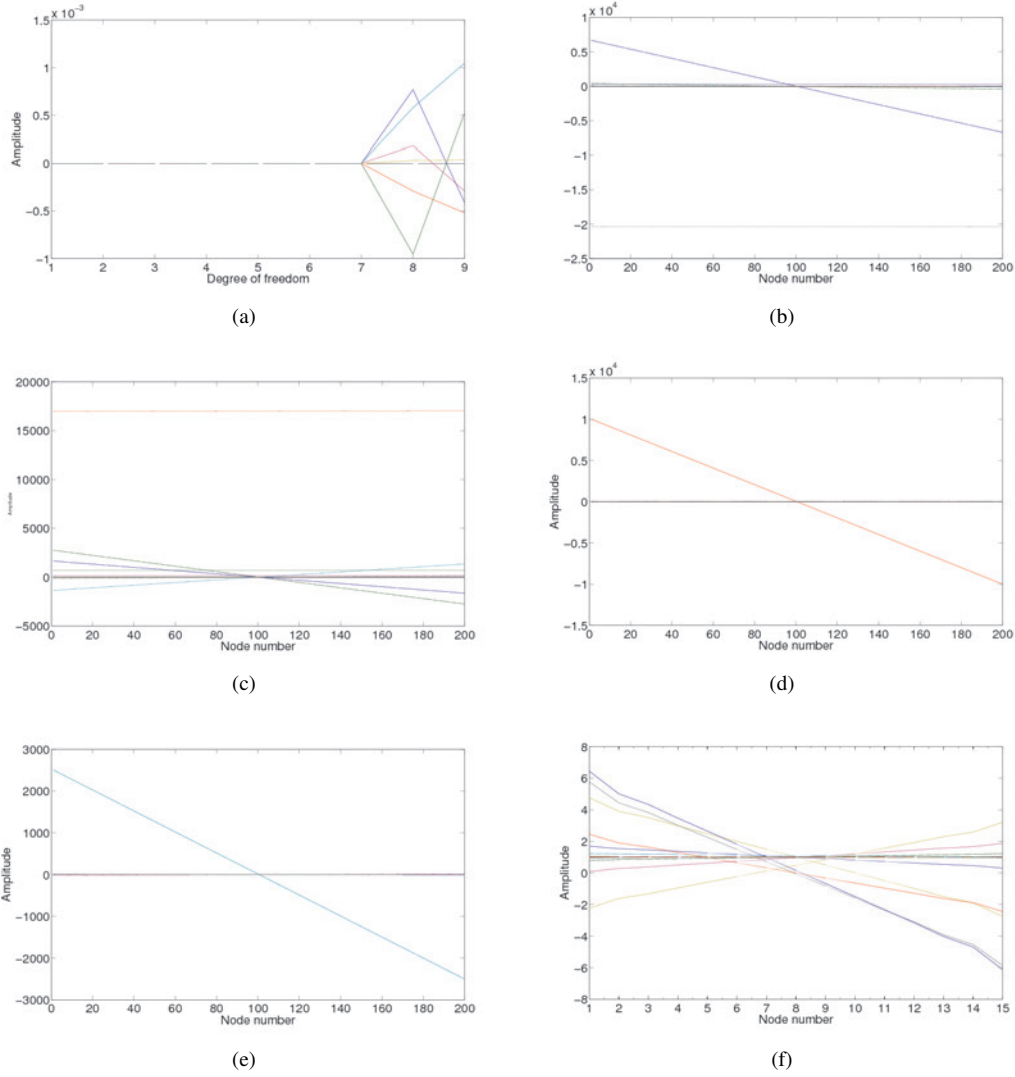 x 10⁻³
1.5
1
0.5
0
−0.5
−1
Amplitude
1 2 3 4 5 6 7 8 9
Degree of freedom
(a)
x 10⁴
1
0.5
0
−0.5
−1
−1.5
−2
−2.5
0 20 40 60 80 100 120 140 160 180 200
Node number
(b)
20000
15000
10000
5000
0
−5000
Amplitude
0 20 40 60 80 100 120 140 160 180 200
Node number
(c)
x 10⁴
1.5
1
0.5
0
−0.5
−1
−1.5
Amplitude
0 20 40 60 80 100 120 140 160 180 200
Node number
(d)
3000
2000
1000
0
−1000
−2000
−3000
Amplitude
0 20 40 60 80 100 120 140 160 180 200
Node number
(e)
8
6
4
2
0
−2
−4
−6
−8
Amplitude
1 2 3 4 5 6 7 8 9 10 11 12 13 14 15
Node number
(f)